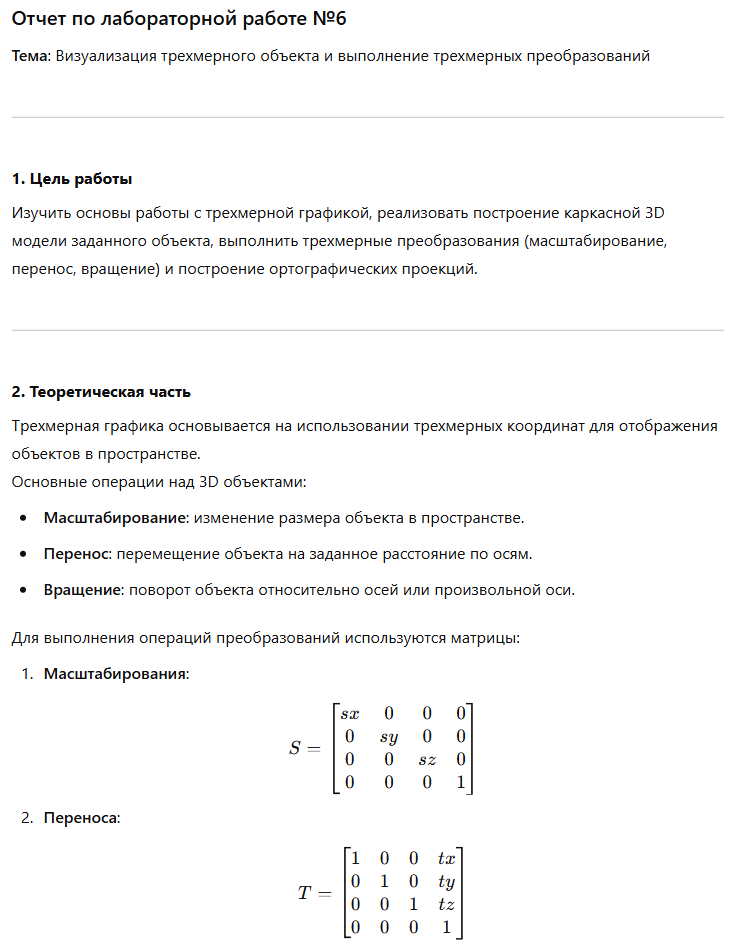 Отчет по лабораторной работе №6
Тема: Визуализация трехмерного объекта и выполнение трехмерных преобразований
1. Цель работы
Изучить основы работы с трехмерной графикой, реализовать построение каркасной 3D
модели заданного объекта, выполнить трехмерные преобразования (масштабирование,
перенос, вращение) и построение ортографических проекций.
2. Теоретическая часть
Трехмерная графика основывается на использовании трехмерных координат для отображения
объектов в пространстве.
Основные операции над 3D объектами:
• Масштабирование: изменение размера объекта в пространстве.
• Перенос: перемещение объекта на заданное расстояние по осям.
• Вращение: поворот объекта относительно осей или произвольной оси.
Для выполнения операций преобразований используются матрицы:
1. Масштабирования:
S = [sx 0 0 0
0 sy 0 0
0 0 sz 0
0 0 0 1]
2. Переноса:
T = [1 0 0 tx
0 1 0 ty
0 0 1 tz
0 0 0 1]